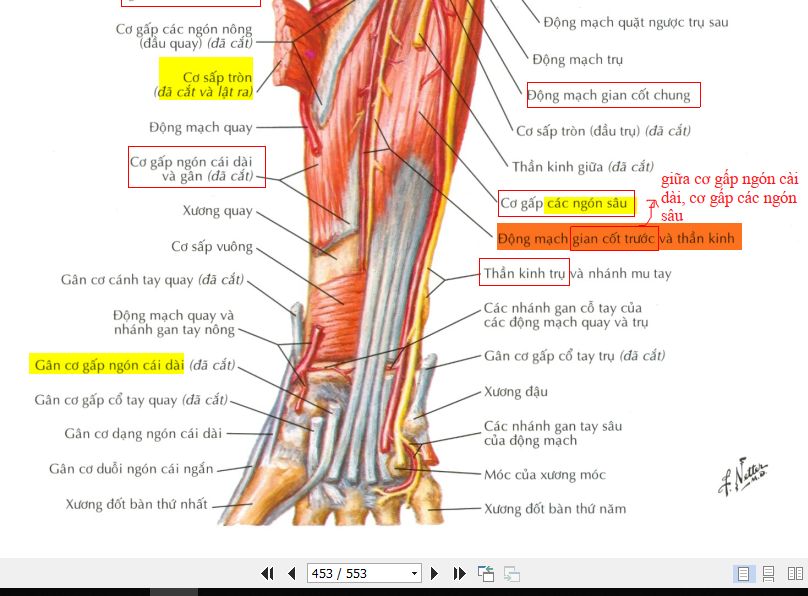 Cơ gấp các ngón nông
(đầu quay) (đã cắt)
Cơ sấp tròn
(đã cắt và lật ra)
Động mạch quay
Cơ gấp ngón cái dài
và gân (đã cắt)
Xương quay
Cơ sấp vuông
Gân cơ cánh tay quay (đã cắt)
Động mạch quay và
nhánh gan tay nông
Gân cơ gấp ngón cái dài (đã cắt)
Gân cơ gấp cổ tay quay (đã cắt)
Gân cơ dạng ngón cái dài
Gân cơ duỗi ngón cái ngắn
Xương đốt bàn thứ nhất
Động mạch quặt ngược trụ sau
Động mạch trụ
Động mạch gian cốt chung
Cơ sấp tròn (đầu trụ) (đã cắt)
Thần kinh giữa (đã cắt)
giữa cơ gấp ngón cải
dài, cơ gấp các ngón
sâu
Cơ gấp các ngón sâu
Động mạch gian cốt trước và thần kinh
Thần kinh trụ và nhánh mu tay
Các nhánh gan cỗ tay của
các động mạch quay và trụ
Gân cơ gấp cổ tay trụ (đã cắt)
Xương đậu
Các nhánh gan tay sâu
của động mạch
Móc của xương móc
Xương đốt bàn thứ năm
F. Netter
M.D.
453 / 553